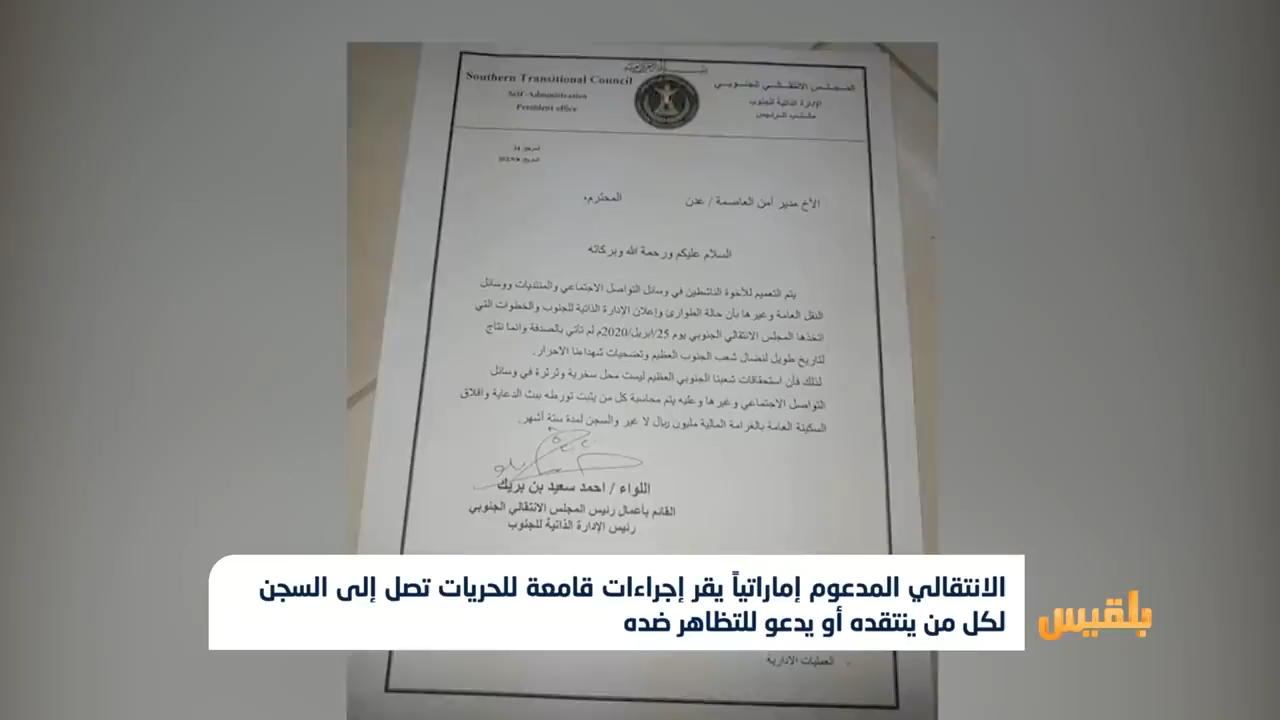 Southern Transitional Council
Self-Administration
President office
المجلس الانتقالي الجنوبي
الإدارة الذاتية للجنوب
مكتب الرئيس
الأخ مدير أمن العاصمة / عدن المحترم،
السلام عليكم ورحمة الله وبركاته
يتم التعميم للأخوة الناشطين في وسائل التواصل الاجتماعي والمنتديات ووسائل
النقل العامة وغيرها بأن حالة الطوارئ وإعلان الإدارة الذاتية للجنوب والخطوات التي
اتخذها المجلس الانتقالي الجنوبي يوم 25/ابريل/2020م لم تأتي بالصدفة وانما نتاج
لتاريخ طويل لنضال شعب الجنوب العظيم وتضحيات شهداءنا الاحرار.
لذلك فأن استحقاقات شعبنا الجنوبي العظيم ليست محل سخرية وثرثرة في وسائل
التواصل الاجتماعي وغيرها وعليه يتم محاسبة كل من يثبت تورطه ببث الدعاية واقلاق
السكينة العامة بالغرامة المالية مليون ريال لا غير والسجن لمدة ستة أشهر.
اللواء / احمد سعيد بن بريك
القائم بأعمال رئيس المجلس الانتقالي الجنوبي
رئيس الإدارة الذاتية للجنوب
الانتقالي المدعوم إماراتياً يقر إجراءات قامعة للحريات تصل إلى السجن
لكل من ينتقده أو يدعو للتظاهر ضده
بلقيس
العمليات الادارية